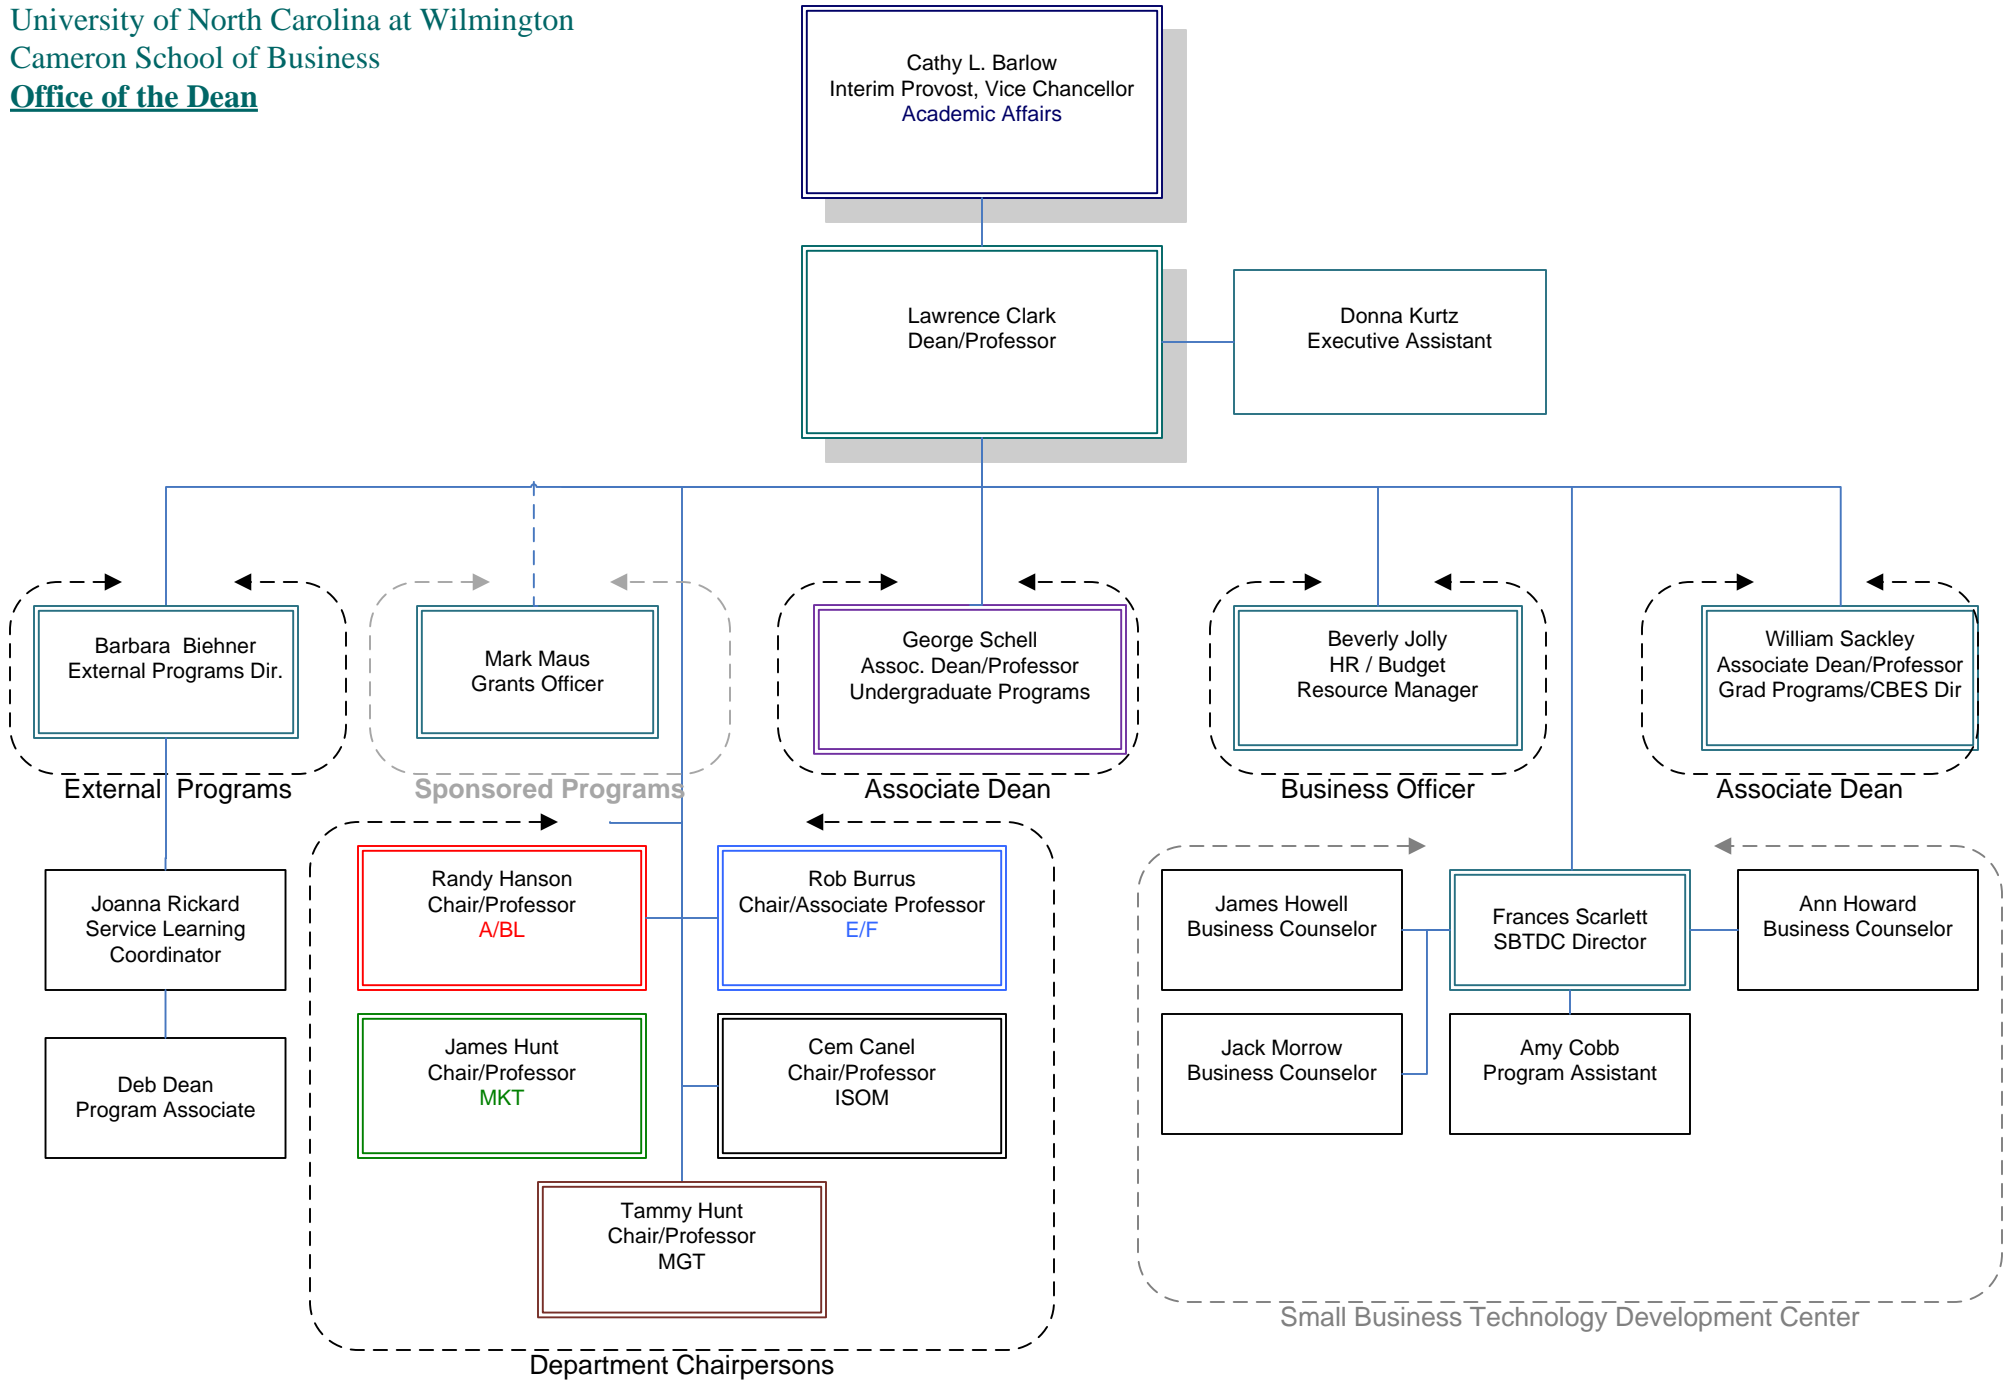 University of North Carolina at Wilmington
Cameron School of Business
Office of the Dean
Cathy L. Barlow
Interim Provost, Vice Chancellor
Academic Affairs
Lawrence Clark
Dean/Professor
Donna Kurtz
Executive Assistant
Barbara  Biehner
External Programs Dir.
External  Programs
Mark Maus
Grants Officer
Sponsored Programs
George Schell
Assoc. Dean/Professor
Undergraduate Programs
Associate Dean
Beverly Jolly
HR / Budget
Resource Manager
Business Officer
William Sackley
Associate Dean/Professor
Grad Programs/CBES Dir
Associate Dean
Joanna Rickard
Service Learning
Coordinator
Deb Dean
Program Associate
Randy Hanson
Chair/Professor
A/BL
Rob Burrus
Chair/Associate Professor
E/F
James Hunt
Chair/Professor
MKT
Cem Canel
Chair/Professor
ISOM
Tammy Hunt
Chair/Professor
MGT
Department Chairpersons
James Howell
Business Counselor
Frances Scarlett
SBTDC Director
Ann Howard
Business Counselor
Jack Morrow
Business Counselor
Amy Cobb
Program Assistant
Small Business Technology Development Center